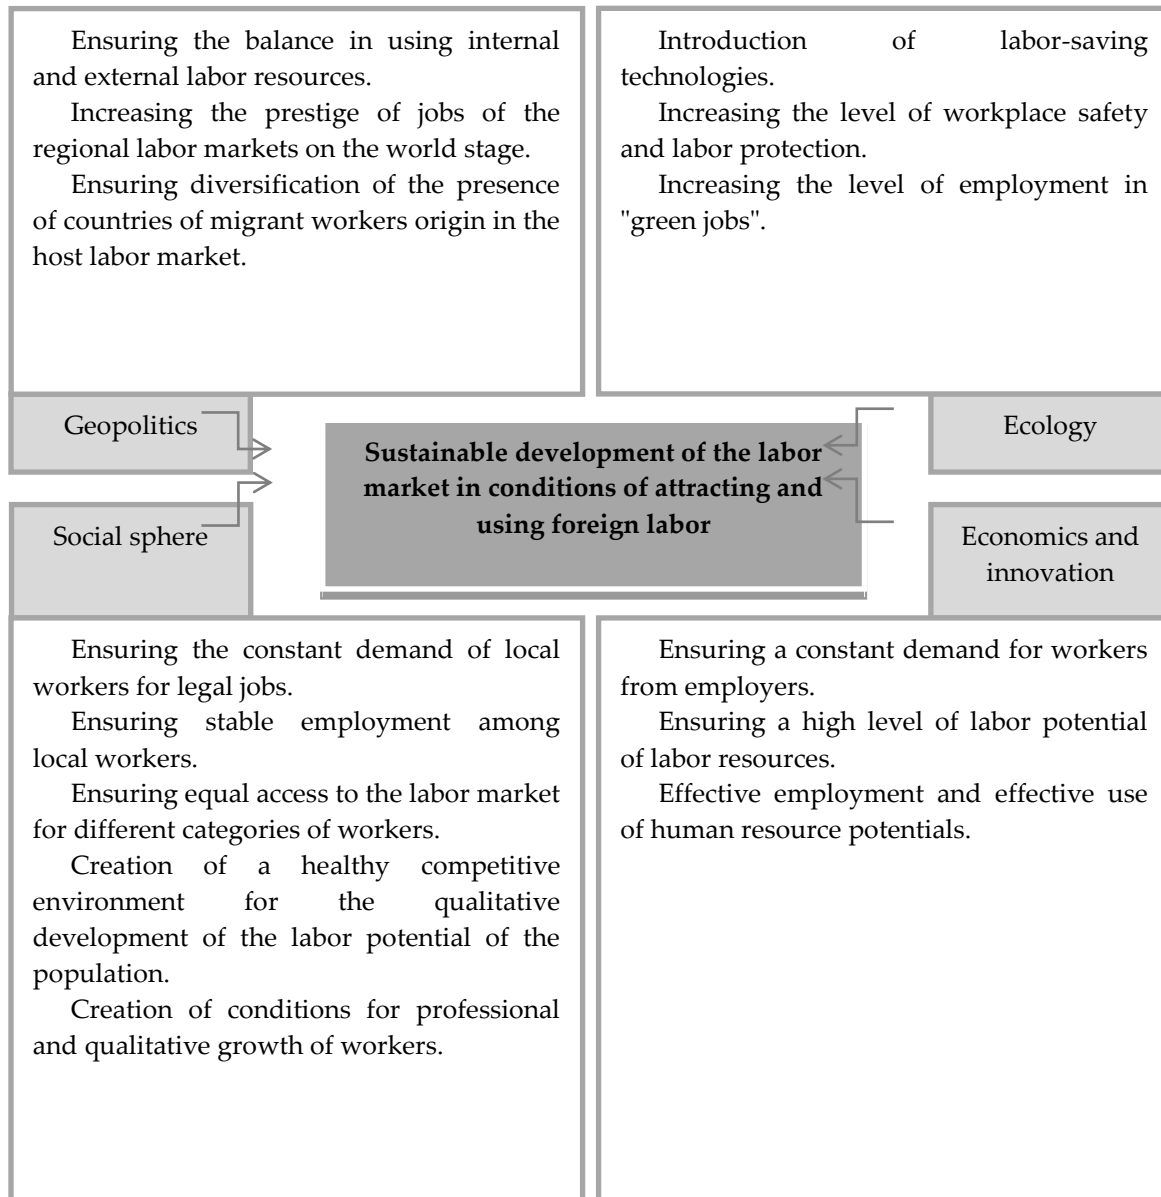 Ensuring the balance in using internal
and external labor resources.
Increasing the prestige of jobs of the
regional labor markets on the world stage.
Ensuring diversification of the presence
of countries of migrant workers origin in the
host labor market.
Introduction of labor-saving
technologies.
Increasing the level of workplace safety
and labor protection.
Increasing the level of employment in
"green jobs".
Geopolitics
Ecology
Sustainable development of the labor
market in conditions of attracting and
using foreign labor
Social sphere
Economics and
innovation
Ensuring the constant demand of local
workers for legal jobs.
Ensuring stable employment among
local workers.
Ensuring equal access to the labor market
for different categories of workers.
Creation of a healthy competitive
environment for the qualitative
development of the labor potential of the
population.
Creation of conditions for professional
and qualitative growth of workers.
Ensuring a constant demand for workers
from employers.
Ensuring a high level of labor potential
of labor resources.
Effective employment and effective use
of human resource potentials.